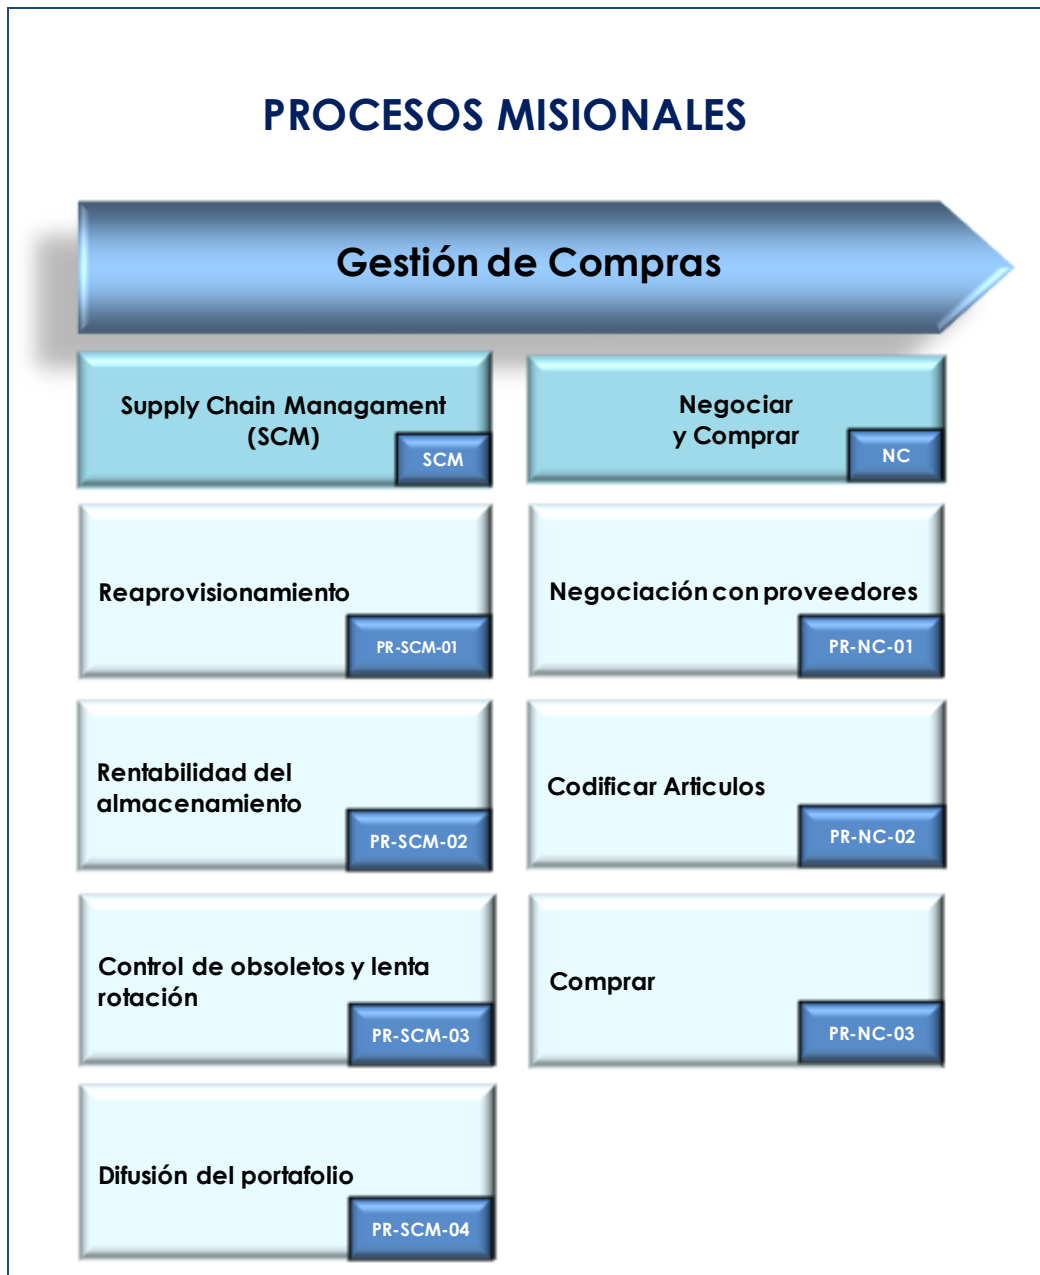 PROCESOS MISIONALES
Gestión de Compras
Supply Chain Managament
(SCM)
SCM
Negociar
y Comprar
NC
Reaprovisionamiento
PR-SCM-01
Negociación con proveedores
PR-NC-01
Rentabilidad del
almacenamiento
PR-SCM-02
Codificar Articulos
PR-NC-02
Control de obsoletos y lenta
rotación
PR-SCM-03
Comprar
PR-NC-03
Difusión del portafolio
PR-SCM-04